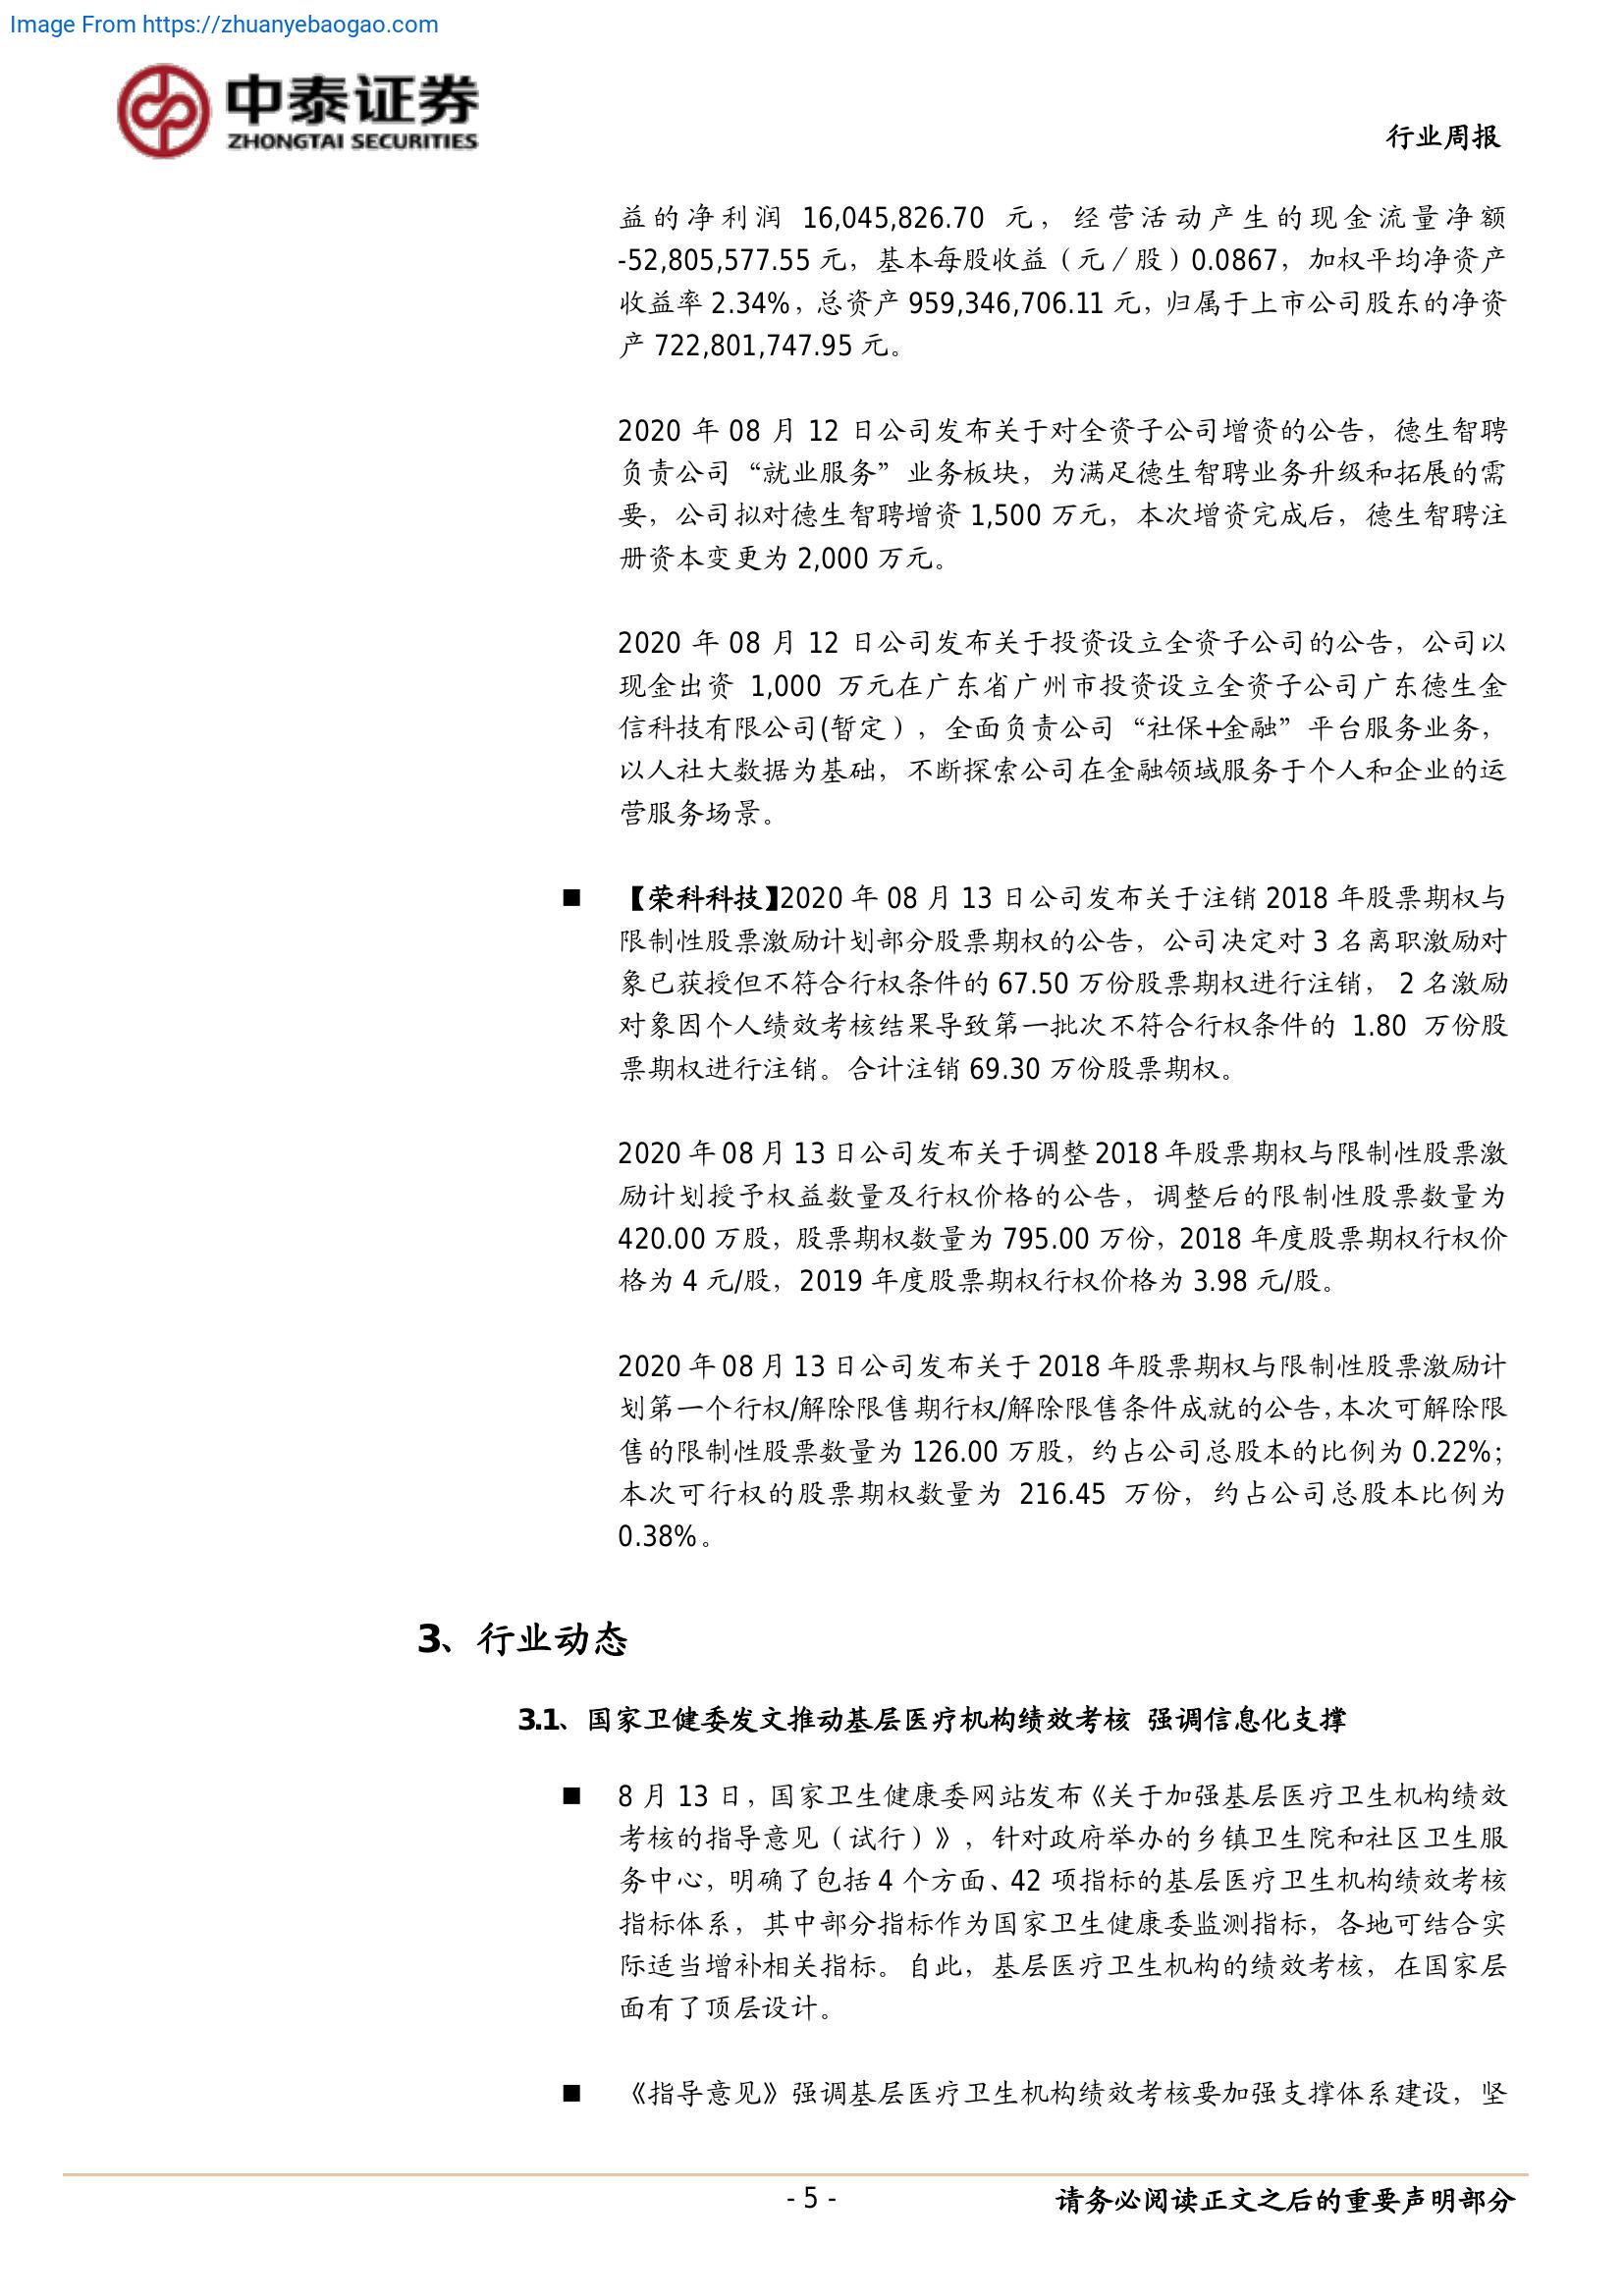 Image From https://zhuanyebaogao.com
中泰证券
ZHONGTAI SECURITIES
行业周报
益的净利润 16,045,826.70 元，经营活动产生的现金流量净额
-52,805,577.55 元，基本每股收益（元／股）0.0867，加权平均净资产
收益率 2.34%，总资产 959,346,706.11 元，归属于上市公司股东的净资
产 722,801,747.95 元。
2020 年 08 月 12 日公司发布关于对全资子公司增资的公告，德生智聘
负责公司“就业服务”业务板块，为满足德生智聘业务升级和拓展的需
要，公司拟对德生智聘增资 1,500 万元，本次增资完成后，德生智聘注
册资本变更为 2,000 万元。
2020 年 08 月 12 日公司发布关于投资设立全资子公司的公告，公司以
现金出资 1,000 万元在广东省广州市投资设立全资子公司广东德生金
信科技有限公司(暂定），全面负责公司“社保+金融”平台服务业务，
以人社大数据为基础，不断探索公司在金融领域服务于个人和企业的运
营服务场景。
■ 【荣科科技】2020 年 08 月 13 日公司发布关于注销 2018 年股票期权与
限制性股票激励计划部分股票期权的公告，公司决定对 3 名离职激励对
象已获授但不符合行权条件的 67.50 万份股票期权进行注销， 2 名激励
对象因个人绩效考核结果导致第一批次不符合行权条件的 1.80 万份股
票期权进行注销。合计注销 69.30 万份股票期权。
2020 年 08 月 13 日公司发布关于调整 2018 年股票期权与限制性股票激
励计划授予权益数量及行权价格的公告，调整后的限制性股票数量为
420.00 万股，股票期权数量为 795.00 万份，2018 年度股票期权行权价
格为 4 元/股，2019 年度股票期权行权价格为 3.98 元/股。
2020 年 08 月 13 日公司发布关于 2018 年股票期权与限制性股票激励计
划第一个行权/解除限售期行权/解除限售条件成就的公告，本次可解除限
售的限制性股票数量为 126.00 万股，约占公司总股本的比例为 0.22%；
本次可行权的股票期权数量为 216.45 万份，约占公司总股本比例为
0.38%。
3、行业动态
3.1、国家卫健委发文推动基层医疗机构绩效考核 强调信息化支撑
■ 8 月 13 日，国家卫生健康委网站发布《关于加强基层医疗卫生机构绩效
考核的指导意见（试行）》，针对政府举办的乡镇卫生院和社区卫生服
务中心，明确了包括 4 个方面、42 项指标的基层医疗卫生机构绩效考核
指标体系，其中部分指标作为国家卫生健康委监测指标，各地可结合实
际适当增补相关指标。自此，基层医疗卫生机构的绩效考核，在国家层
面有了顶层设计。
■ 《指导意见》强调基层医疗卫生机构绩效考核要加强支撑体系建设，坚
- 5 -
请务必阅读正文之后的重要声明部分